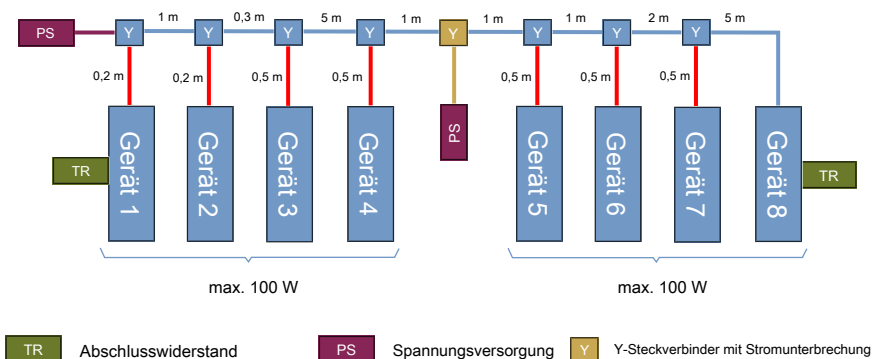 1 m 0,3 m 5 m 1 m 1 m 1 m 2 m 5 m
PS Y Y Y Y Y Y Y Y
0,2 m 0,2 m 0,5 m 0,5 m 0,5 m 0,5 m 0,5 m
PS
Gerät 1
Gerät 2
Gerät 3
Gerät 4
Gerät 5
Gerät 6
Gerät 7
Gerät 8
TR TR
max. 100 W max. 100 W
TR Abschlusswiderstand PS Spannungsversorgung Y Y-Steckverbinder mit Stromunterbrechung